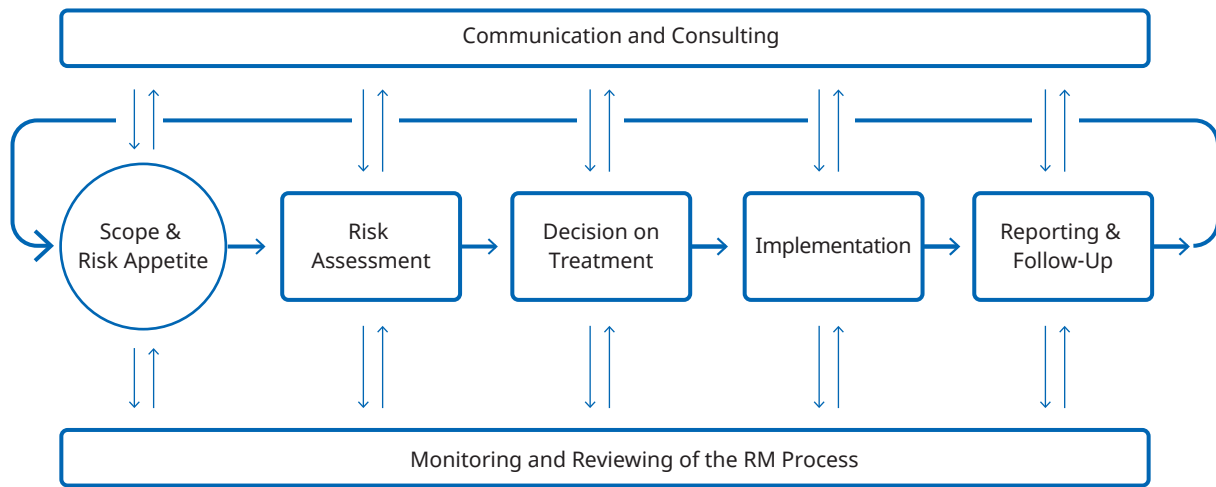 Communication and Consulting
Scope &
Risk Appetite
Risk
Assessment
Decision on
Treatment
Implementation
Reporting &
Follow-Up
Monitoring and Reviewing of the RM Process